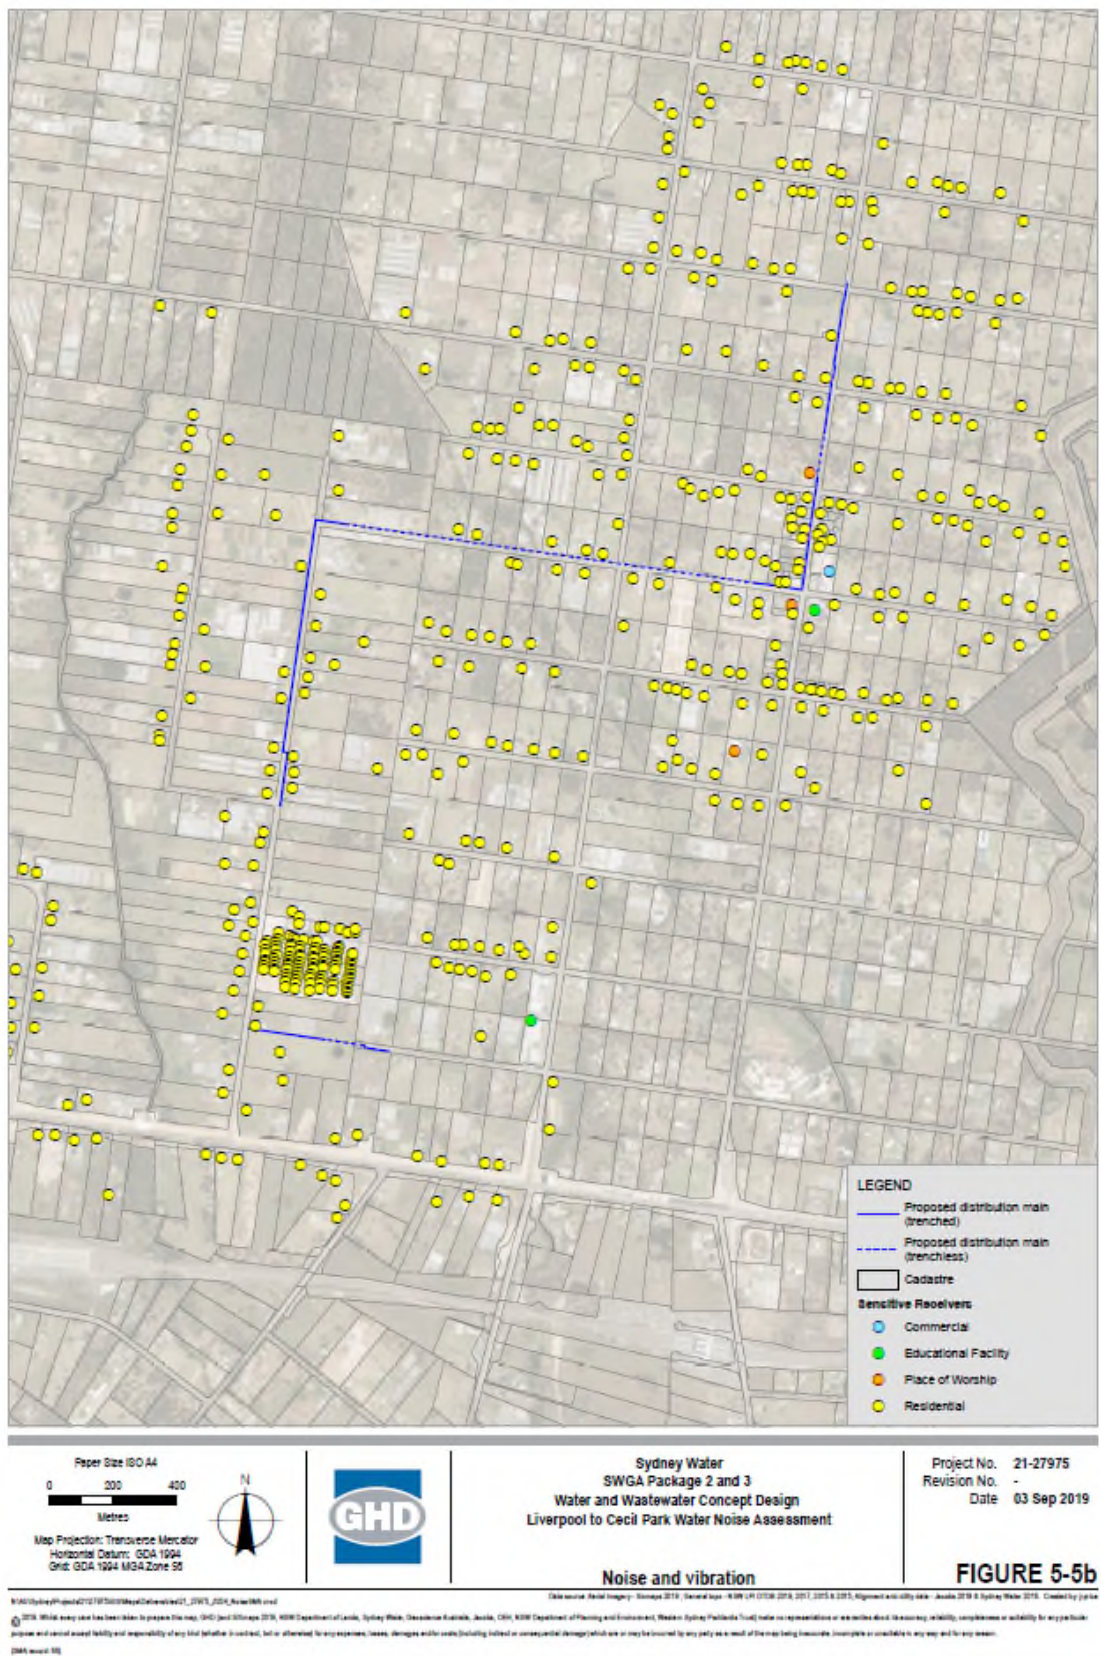 LEGEND
Proposed distribution main
(trenched)
Proposed distribution main
(trenchless)
Cadastre
Sensitive Receivers
Commercial
Educational Facility
Place of Worship
Residential
Paper Size ISO A4
0 200 400
Metres
Map Projection: Transverse Mercator
Horizontal Datum: GDA 1994
Grid: GDA 1994 MGA Zone 56
N
GHD
Sydney Water
SWGA Package 2 and 3
Water and Wastewater Concept Design
Liverpool to Cecil Park Water Noise Assessment
Noise and vibration
Project No. 21-27975
Revision No. -
Date 03 Sep 2019
FIGURE 5-5b